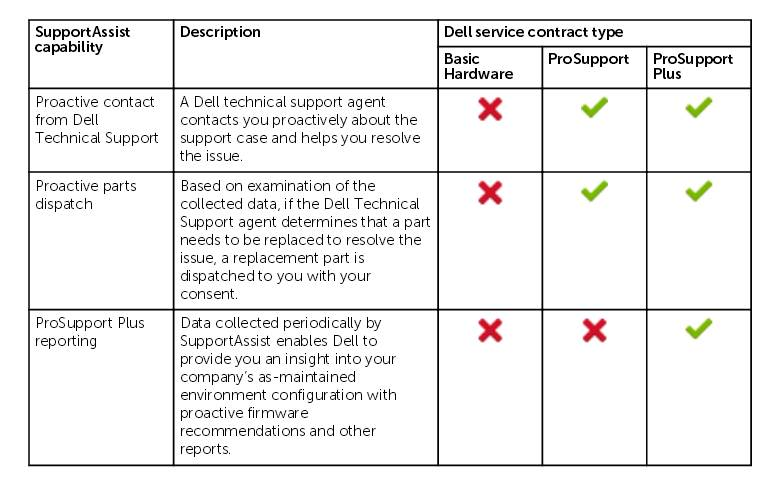 SupportAssist
capability
Description
Dell service contract type
Basic
Hardware
ProSupport
ProSupport
Plus
Proactive contact
from Dell
Technical Support
A Dell technical support agent
contacts you proactively about the
support case and helps you resolve
the issue.
Proactive parts
dispatch
Based on examination of the
collected data, if the Dell Technical
Support agent determines that a part
needs to be replaced to resolve the
issue, a replacement part is
dispatched to you with your
consent.
ProSupport Plus
reporting
Data collected periodically by
SupportAssist enables Dell to
provide you an insight into your
company's as-maintained
environment configuration with
proactive firmware
recommendations and other
reports.